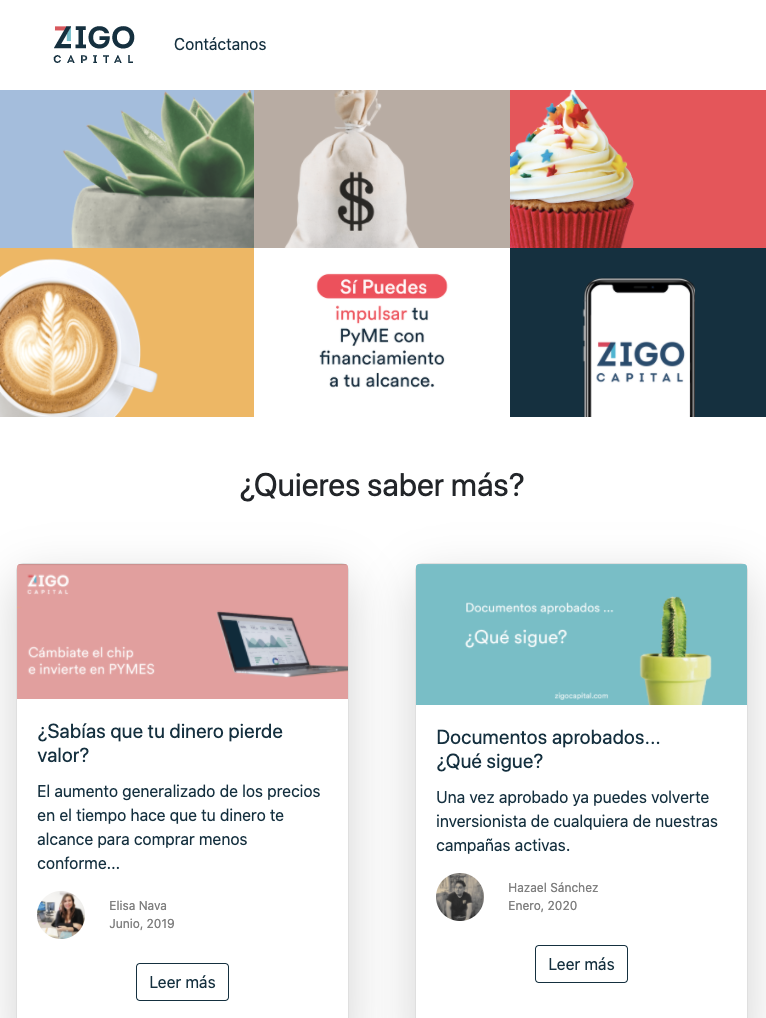 ZIGO
CAPITAL
Contáctanos
$
Sí Puedes
impulsar tu
PyME con
financiamiento
a tu alcance.
ZIGO
CAPITAL
¿Quieres saber más?
ZIGO
CAPITAL
Cámbiate el chip
e invierte en PYMES
¿Sabías que tu dinero pierde
valor?
El aumento generalizado de los precios
en el tiempo hace que tu dinero te
alcance para comprar menos
conforme...
Elisa Nava
Junio, 2019
Leer más
Documentos aprobados ...
¿Qué sigue?
zigocapital.com
Documentos aprobados...
¿Qué sigue?
Una vez aprobado ya puedes volverte
inversionista de cualquiera de nuestras
campañas activas.
Hazael Sánchez
Enero, 2020
Leer más